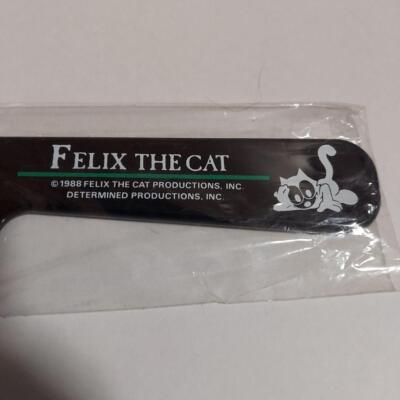 FELIX THE CAT
©1988 FELIX THE CAT PRODUCTIONS, INC.
DETERMINED PRODUCTIONS, INC.